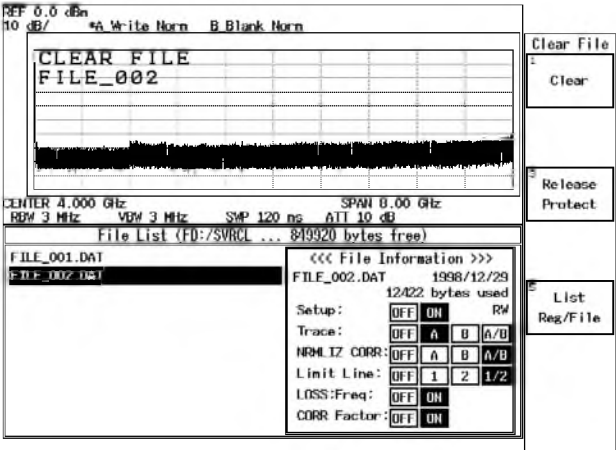 REF 0.0 dBm
10 dB/ *A_Write Norm B_Blank Norm
CLEAR FILE
FILE_002
CENTER 4.000 GHz SPAN 8.00 GHz
RBW 3 MHz VBW 3 MHz SWP 120 ms ATT 10 dB
File List (FD:/SVRCL ... 849920 bytes free)
FILE_001.DAT
FILE_002.DAT
<<< File Information >>>
FILE_002.DAT 1998/12/29
12422 bytes used
Setup: OFF ON RW
Trace: OFF A B A/B
NRMLIZ CORR: OFF A B A/B
Limit Line: OFF 1 2 1/2
LOSS:Freq: OFF ON
CORR Factor: OFF ON
Clear File
1
Clear
3
Release
Protect
List
Reg/File